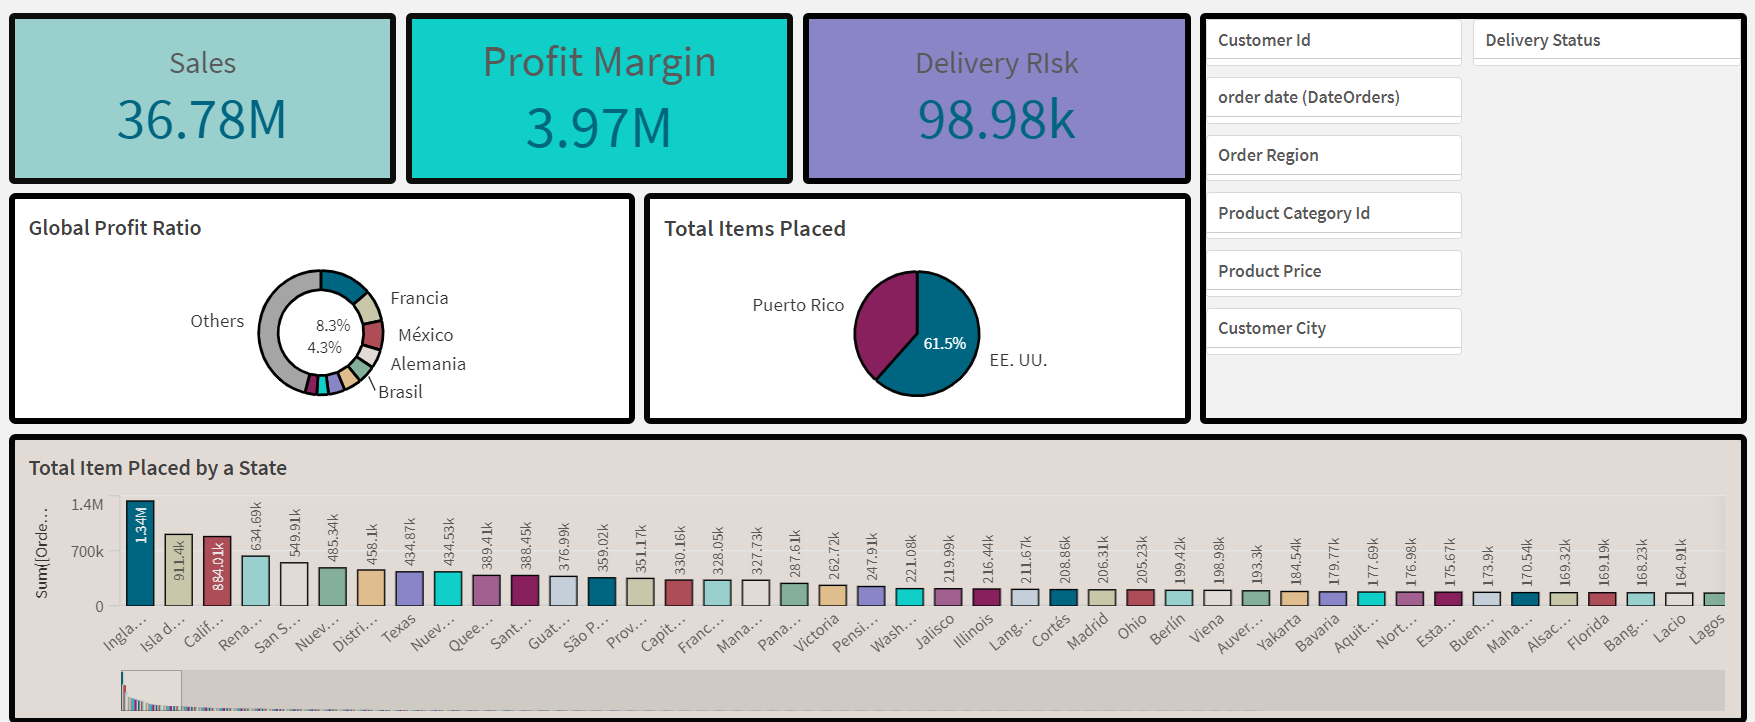 Sales
36.78M
Profit Margin
3.97M
Delivery RIsk
98.98k
Customer Id
Delivery Status
order date (DateOrders)
Order Region
Product Category Id
Product Price
Customer City
Global Profit Ratio
Others
Francia
8.3%
México
4.3%
Alemania
Brasil
Total Items Placed
Puerto Rico
61.5%
EE. UU.
Total Item Placed by a State
Sum([Orde...
1.4M
700k
0
1.34M
911.4k
884.01k
634.69k
549.91k
485.34k
458.1k
434.87k
434.53k
389.41k
388.45k
376.99k
359.02k
351.17k
330.16k
328.05k
327.73k
287.61k
262.72k
247.91k
221.08k
219.99k
216.44k
211.67k
208.86k
206.31k
205.23k
199.42k
198.98k
193.3k
184.54k
179.77k
177.69k
176.98k
175.67k
173.9k
170.54k
169.32k
169.19k
168.23k
164.91k
Ingla...
Isla d...
Calif...
Rena...
San S...
Nuev...
Distri...
Texas
Nuev...
Quee...
Sant...
Guat...
São P...
Prov...
Capit...
Franc...
Mana...
Pana...
Victoria
Pensi...
Wash...
Jalisco
Illinois
Lang...
Cortés
Madrid
Ohio
Berlín
Viena
Auver...
Yakarta
Bavaria
Aquit...
Nort...
Esta...
Buen...
Maha...
Alsac...
Florida
Bang...
Lacio
Lagos